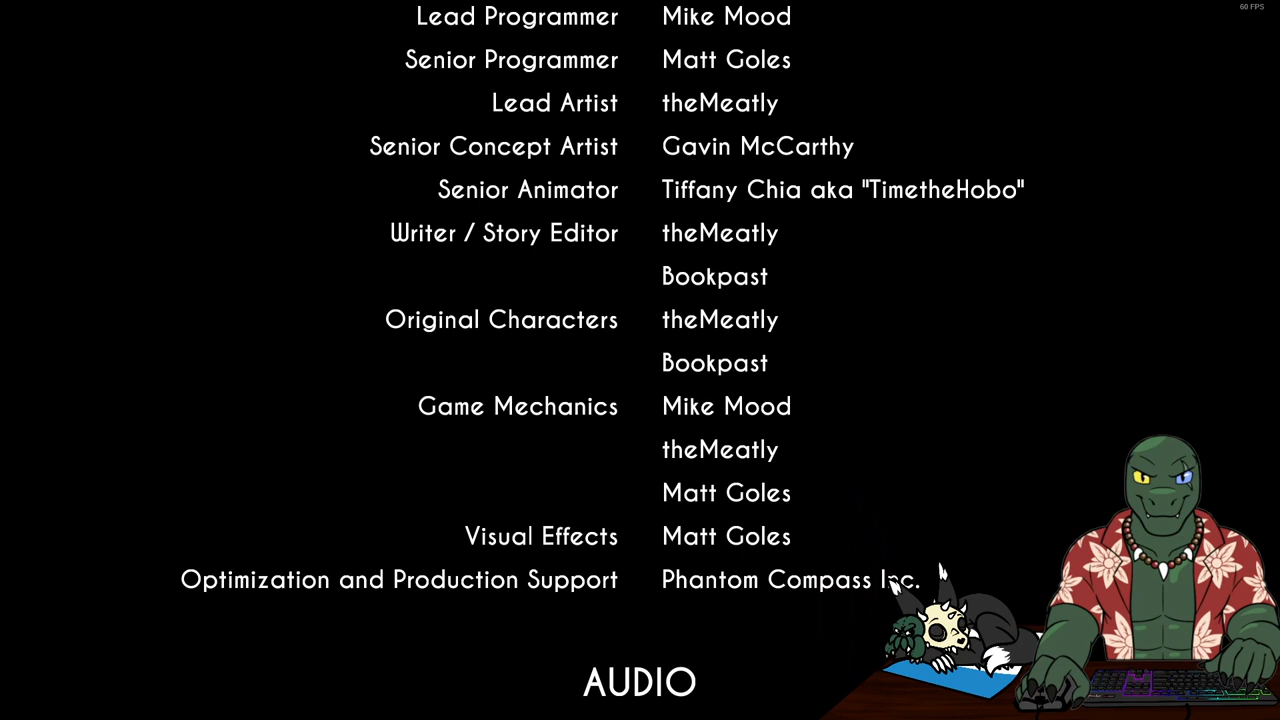 60 FPS
Lead Programmer Mike Mood
Senior Programmer Matt Goles
Lead Artist theMeatly
Senior Concept Artist Gavin McCarthy
Senior Animator Tiffany Chia aka "TimetheHobo"
Writer / Story Editor theMeatly
Bookpast
Original Characters theMeatly
Bookpast
Game Mechanics Mike Mood
theMeatly
Matt Goles
Visual Effects Matt Goles
Optimization and Production Support Phantom Compass Inc.
AUDIO